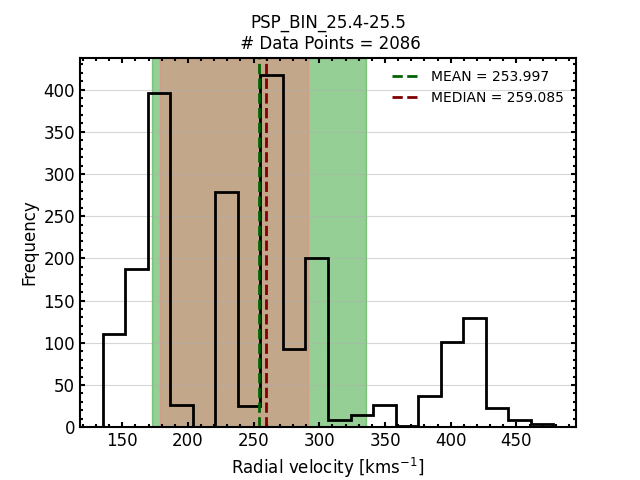 PSP_BIN_25.4-25.5
# Data Points = 2086
MEAN = 253.997
MEDIAN = 259.085
Frequency
400
350
300
250
200
150
100
50
0
150 200 250 300 350 400 450
Radial velocity [kms⁻¹]